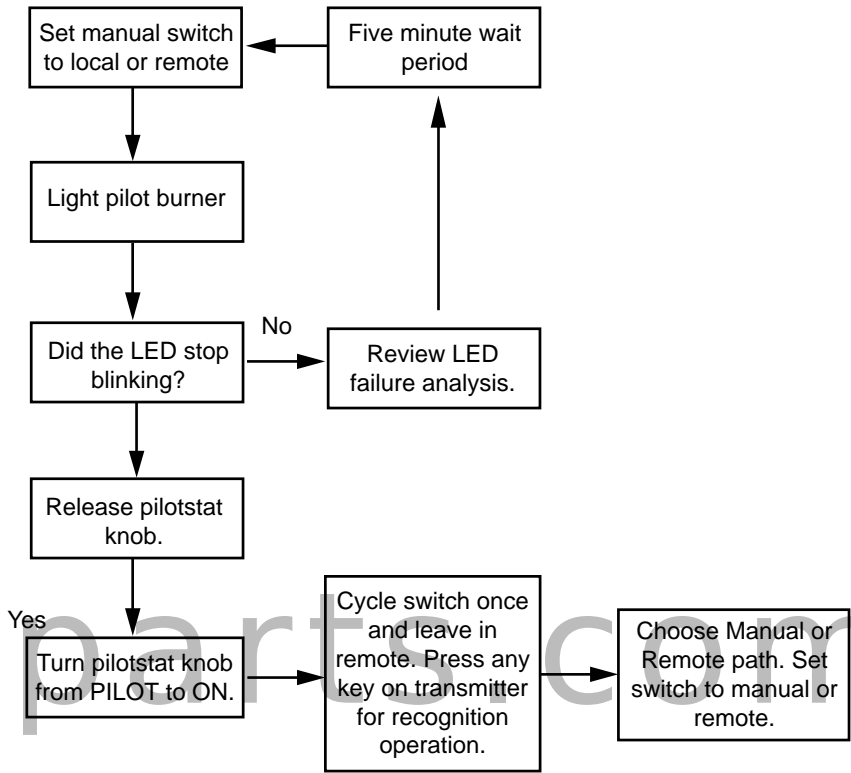 Set manual switch
to local or remote
Five minute wait
period
Light pilot burner
Did the LED stop
blinking?
No
Review LED
failure analysis.
Release pilotstat
knob.
Yes
Turn pilotstat knob
from PILOT to ON.
Cycle switch once
and leave in
remote. Press any
key on transmitter
for recognition
operation.
Choose Manual or
Remote path. Set
switch to manual or
remote.
parts.com